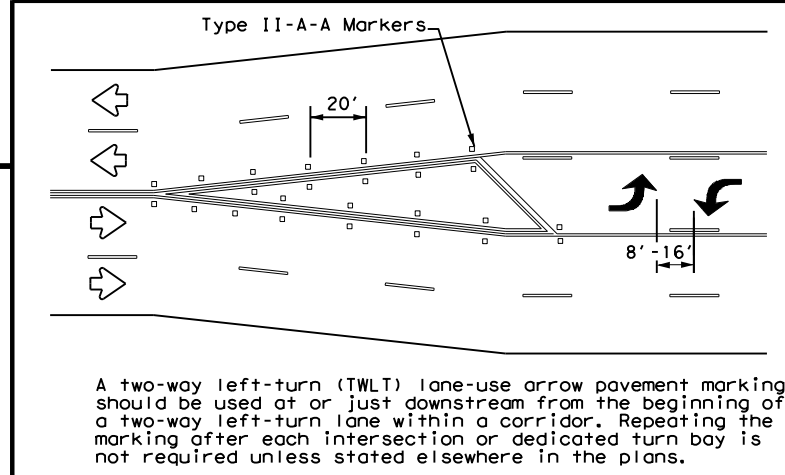 Type II-A-A Markers
20'
8'-16'
A two-way left-turn (TWLT) lane-use arrow pavement marking
should be used at or just downstream from the beginning of
a two-way left-turn lane within a corridor. Repeating the
marking after each intersection or dedicated turn bay is
not required unless stated elsewhere in the plans.